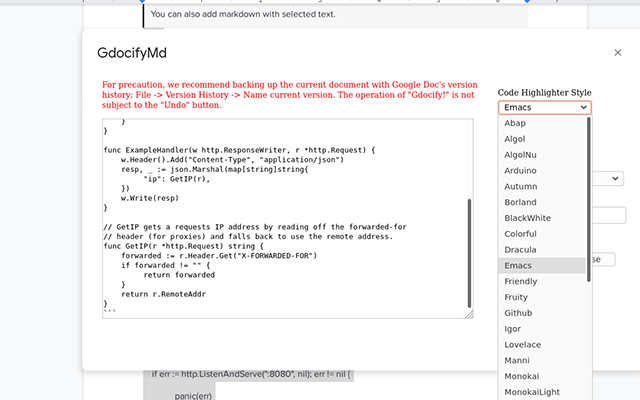 You can also add markdown with selected text.
GdocifyMd
×
For precaution, we recommend backing up the current document with Google Doc's version
history: File -> Version History -> Name current version. The operation of "Gdocify!" is not
subject to the "Undo" button.
    }
}
func ExampleHandler(w http.ResponseWriter, r *http.Request) {
    w.Header().Add("Content-Type", "application/json")
    resp, _ := json.Marshal(map[string]string{
        "ip": GetIP(r),
    })
    w.Write(resp)
}
// GetIP gets a requests IP address by reading off the forwarded-for
// header (for proxies) and falls back to use the remote address.
func GetIP(r *http.Request) string {
    forwarded := r.Header.Get("X-FORWARDED-FOR")
    if forwarded != "" {
        return forwarded
    }
    return r.RemoteAddr
}
```
Code Highlighter Style
Emacs
Abap
Algol
AlgolNu
Arduino
Autumn
Borland
BlackWhite
Colorful
Dracula
Emacs
Friendly
Fruity
Github
Igor
Lovelace
Manni
Monokai
MonokaiLight
se
if err := http.ListenAndServe(":8080", nil); err != nil {
panic(err)